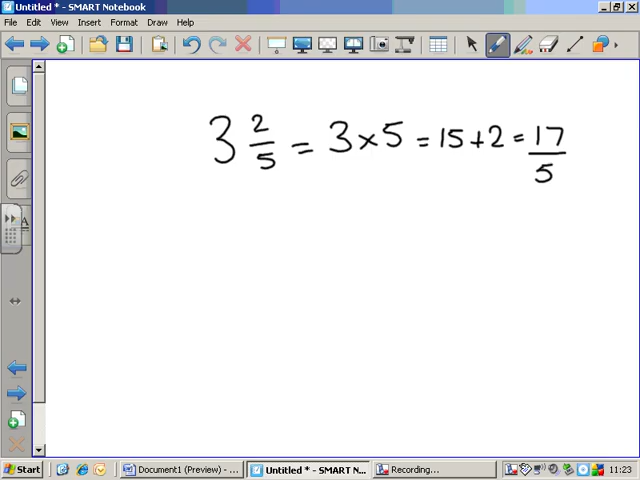 Untitled * - SMART Notebook
File Edit View Insert Format Draw Help
3 2/5 = 3 × 5 = 15 + 2 = 17/5
A
Start Document1 (Preview) - M... Untitled * - SMART N... Recording... 11:23